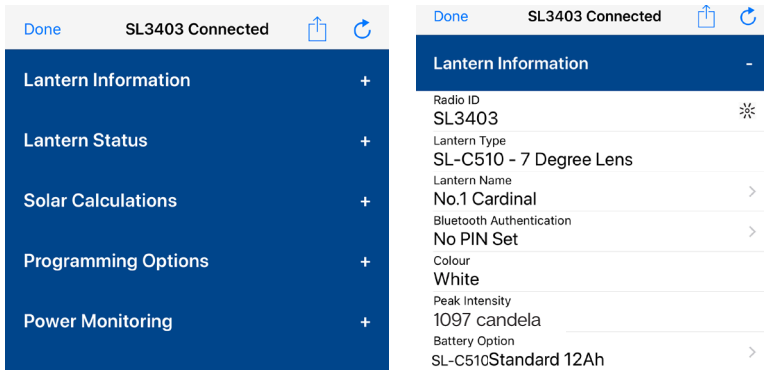 Done SL3403 Connected
Lantern Information +
Lantern Status +
Solar Calculations +
Programming Options +
Power Monitoring +
Done SL3403 Connected
Lantern Information -
Radio ID
SL3403
Lantern Type
SL-C510 - 7 Degree Lens
Lantern Name
No.1 Cardinal
Bluetooth Authentication
No PIN Set
Colour
White
Peak Intensity
1097 candela
Battery Option
SL-C510Standard 12Ah